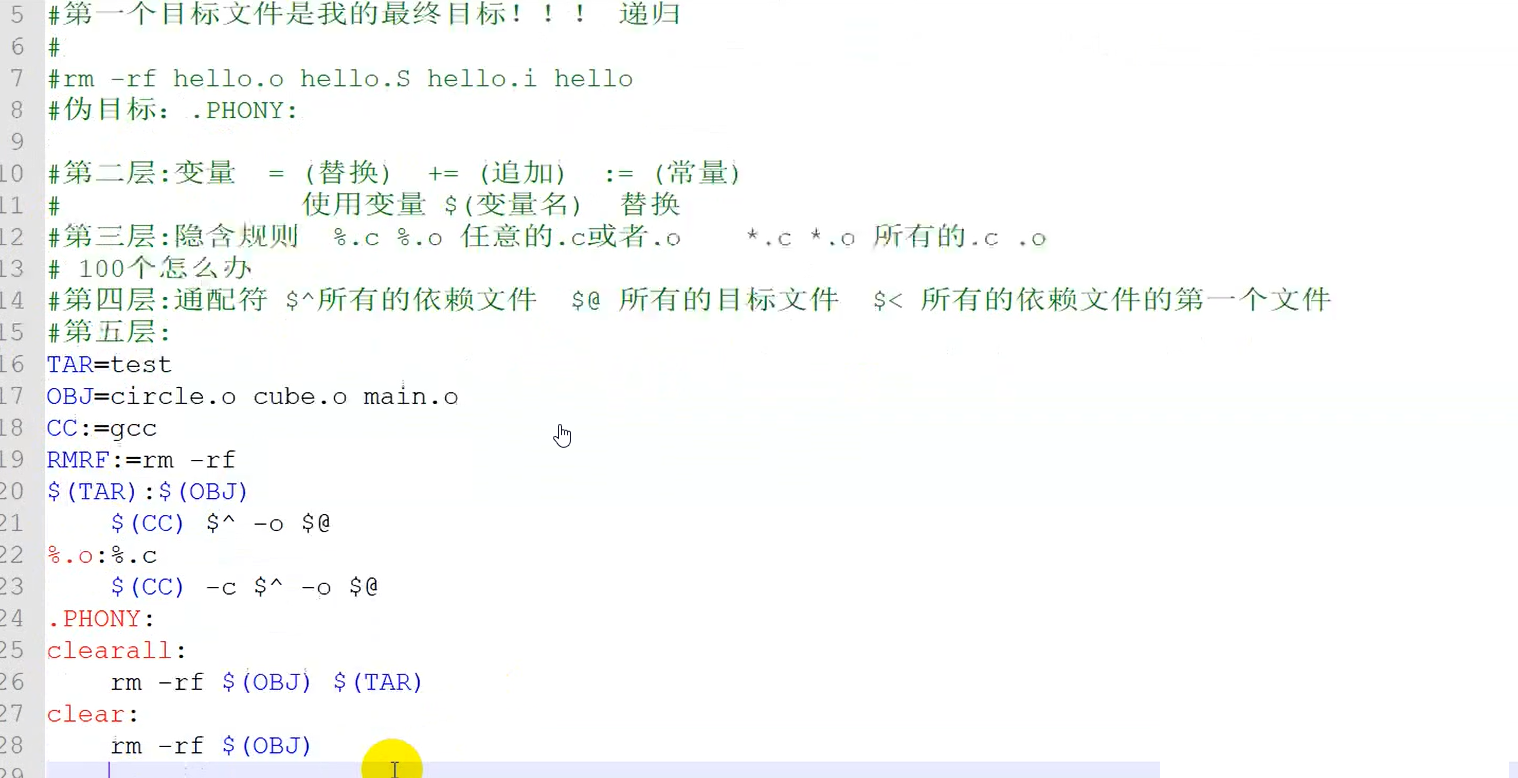 5 #第一个目标文件是我的最终目标！！！ 递归
6 #
7 #rm -rf hello.o hello.S hello.i hello
8 #伪目标：.PHONY:
9
10 #第二层:变量 = (替换) += (追加) := (常量)
11 # 使用变量 $(变量名) 替换
12 #第三层:隐含规则 %.c %.o 任意的.c或者.o *.c *.o 所有的.c .o
13 # 100个怎么办
14 #第四层:通配符 $^所有的依赖文件 $@ 所有的目标文件 $< 所有的依赖文件的第一个文件
15 #第五层:
16 TAR=test
17 OBJ=circle.o cube.o main.o
18 CC:=gcc
19 RMRF:=rm -rf
20 $(TAR):$(OBJ)
21     $(CC) $^ -o $@
22 %.o:%.c
23     $(CC) -c $^ -o $@
24 .PHONY:
25 clearall:
26     rm -rf $(OBJ) $(TAR)
27 clear:
28     rm -rf $(OBJ)
29